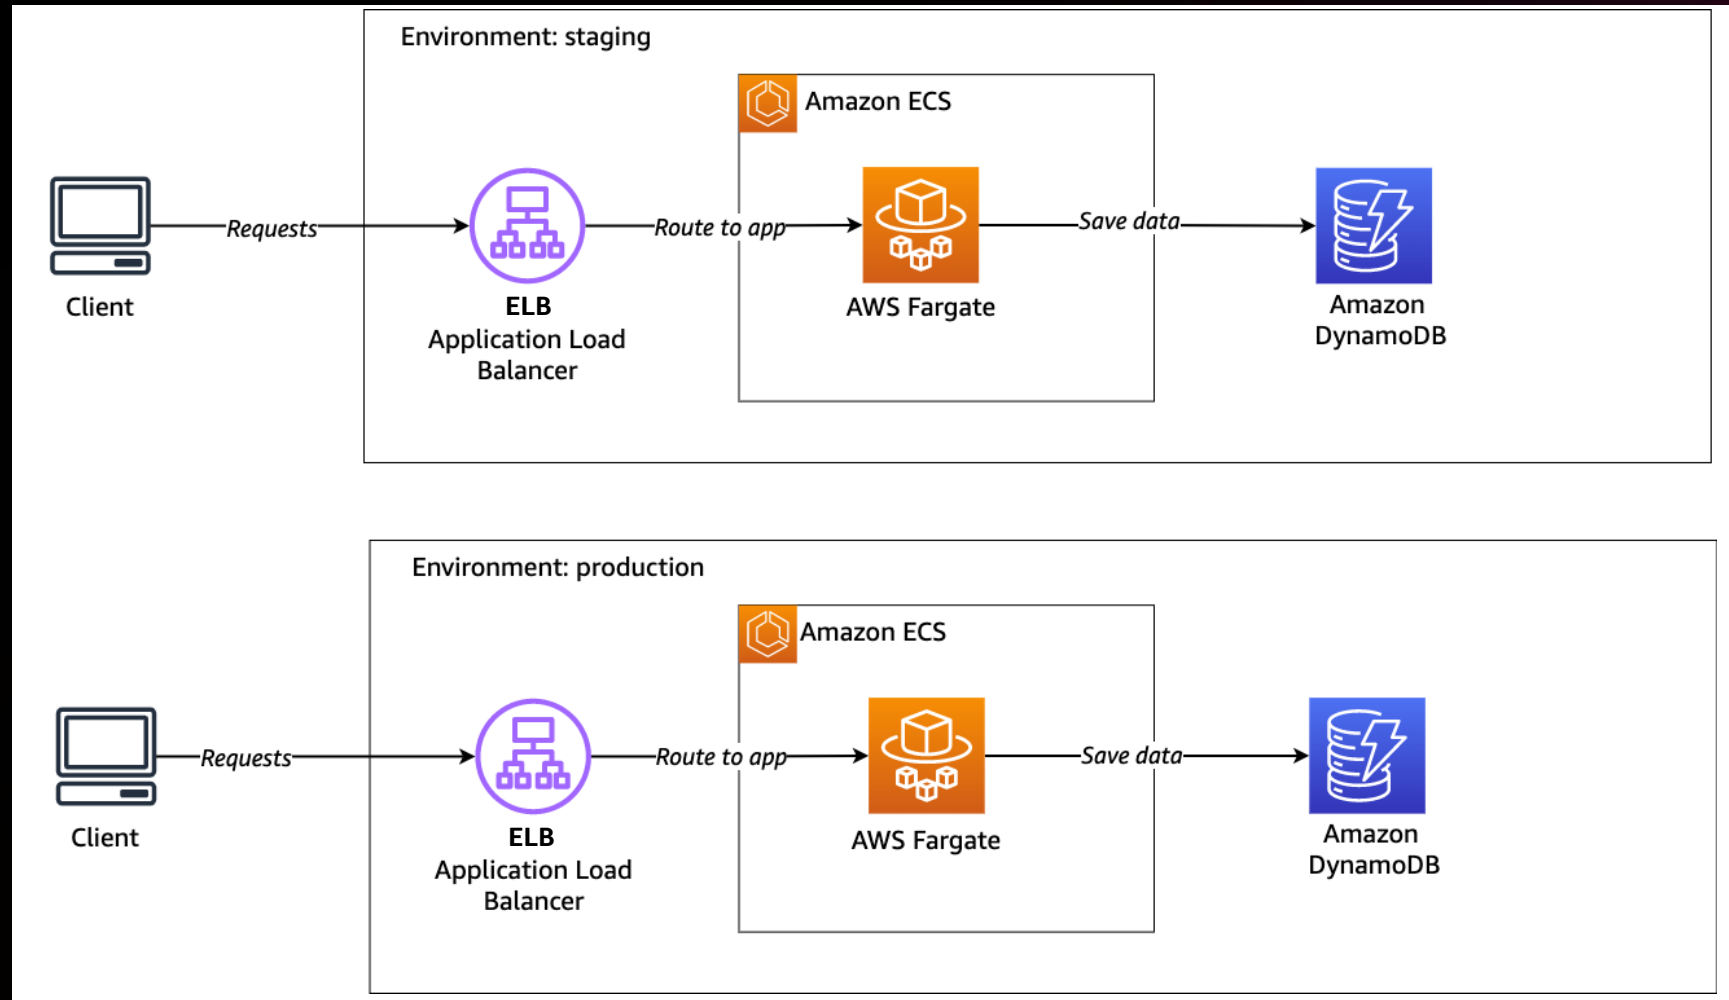 Environment: staging
Amazon ECS
Requests
Route to app
Save data
Client
ELB
Application Load
Balancer
AWS Fargate
Amazon
DynamoDB
Environment: production
Amazon ECS
Requests
Route to app
Save data
Client
ELB
Application Load
Balancer
AWS Fargate
Amazon
DynamoDB